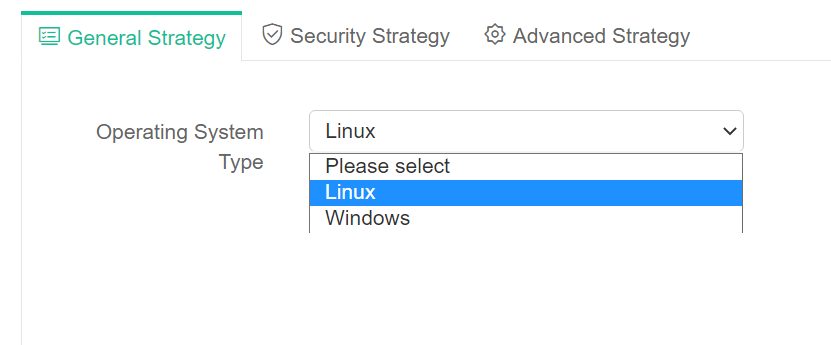 General Strategy Security Strategy Advanced Strategy
Operating System Linux
Type
Please select
Linux
Windows